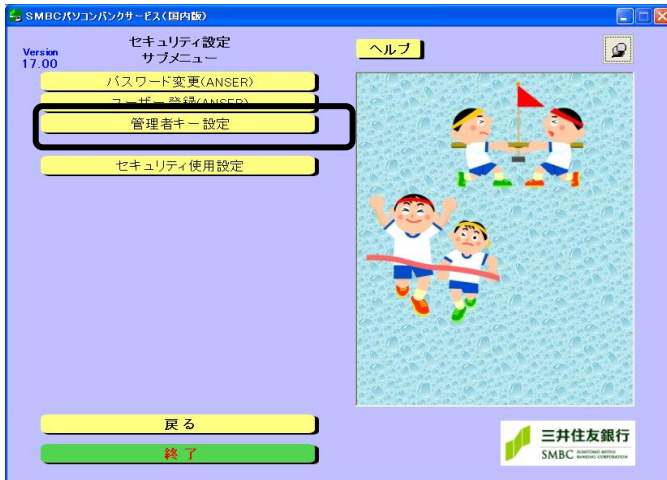 SMBCパソコンバンクサービス(国内版)
Version
17.00
セキュリティ設定
サブメニュー
ヘルプ
パスワード変更(ANSER)
ユーザー登録(ANSER)
管理者キー設定
セキュリティ使用設定
戻る
終了
三井住友銀行
SMBC SUMITOMO MITSUI
BANKING CORPORATION